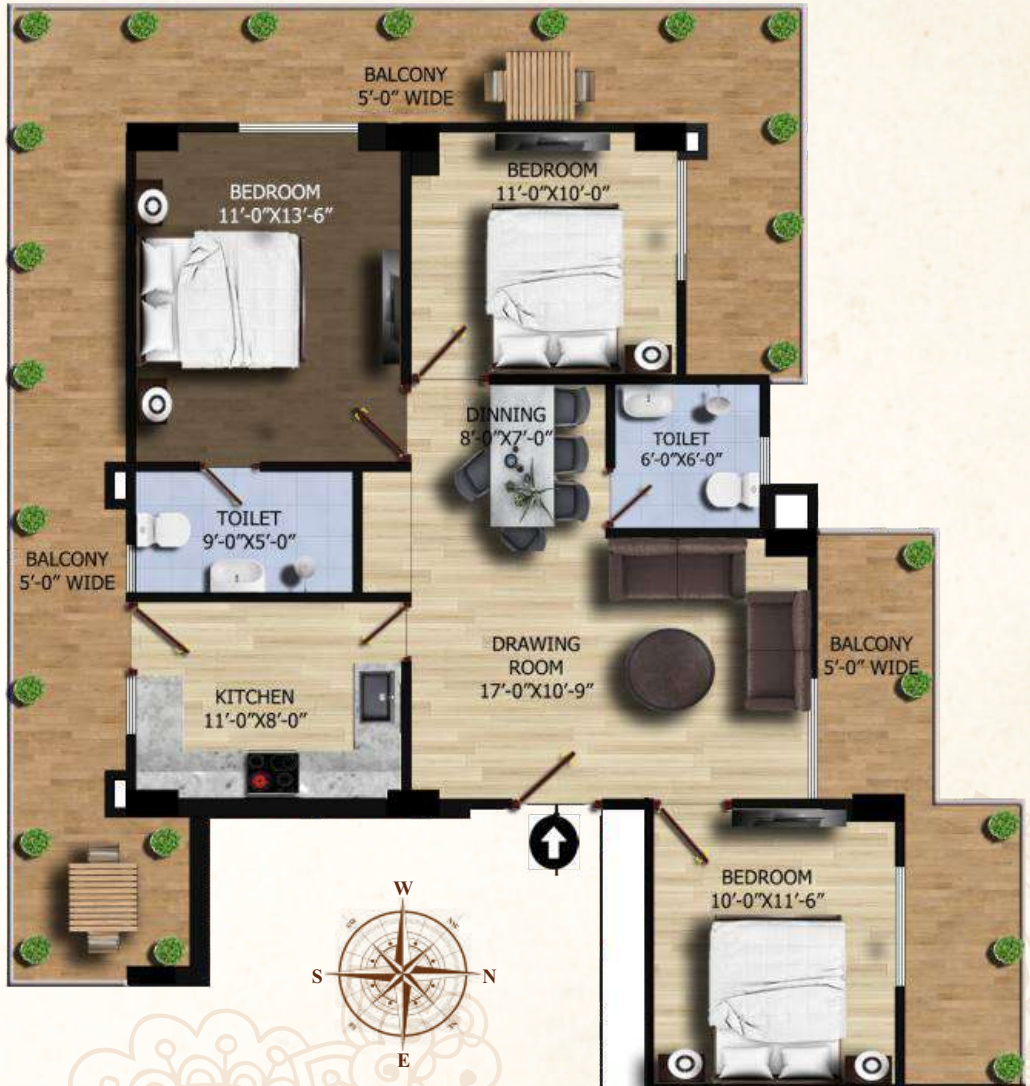 BALCONY
5'-0" WIDE
BEDROOM
11'-0"X13'-6"
BEDROOM
11'-0"X10'-0"
DINNING
8'-0"X7'-0"
TOILET
6'-0"X6'-0"
TOILET
9'-0"X5'-0"
BALCONY
5'-0" WIDE
DRAWING
ROOM
17'-0"X10'-9"
BALCONY
5'-0" WIDE
KITCHEN
11'-0"X8'-0"
BEDROOM
10'-0"X11'-6"
W
S
N
E